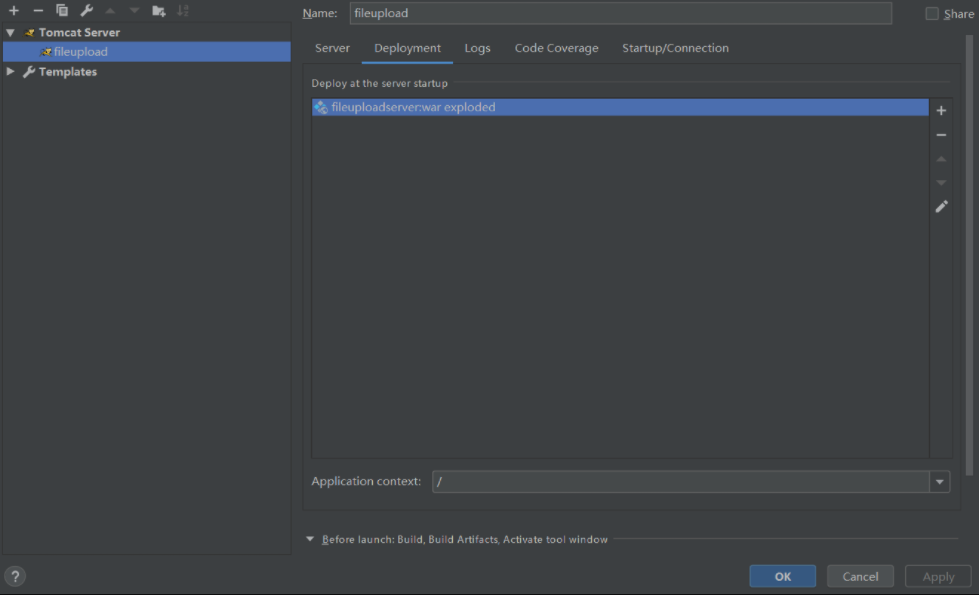 Name: fileupload Share
Tomcat Server
fileupload
Templates
Server Deployment Logs Code Coverage Startup/Connection
Deploy at the server startup
fileuploadserver:war exploded
Application context: /
Before launch: Build, Build Artifacts, Activate tool window
? OK Cancel Apply